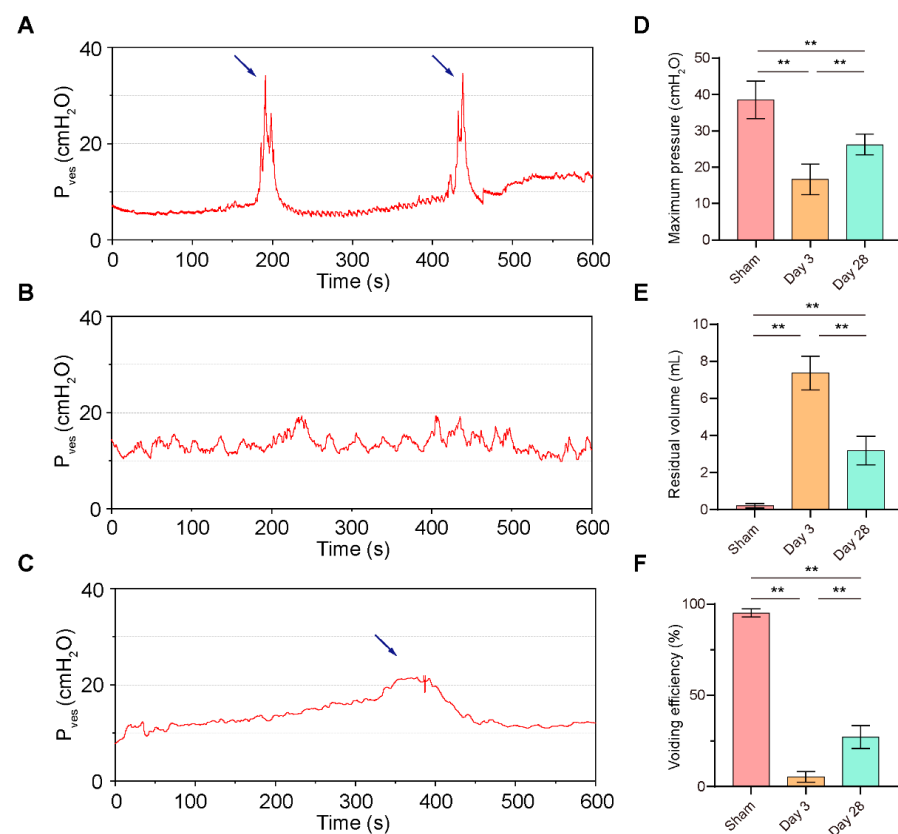 A
40
20
0
P_ves (cmH2O)
0 100 200 300 400 500 600
Time (s)
B
40
20
0
P_ves (cmH2O)
0 100 200 300 400 500 600
Time (s)
C
40
20
0
P_ves (cmH2O)
0 100 200 300 400 500 600
Time (s)
D
**
** **
50
40
30
20
10
0
Maximum pressure (cmH2O)
Sham Day 3 Day 28
E
**
** **
10
8
6
4
2
0
Residual volume (mL)
Sham Day 3 Day 28
F
**
** **
100
50
0
Voiding efficiency (%)
Sham Day 3 Day 28